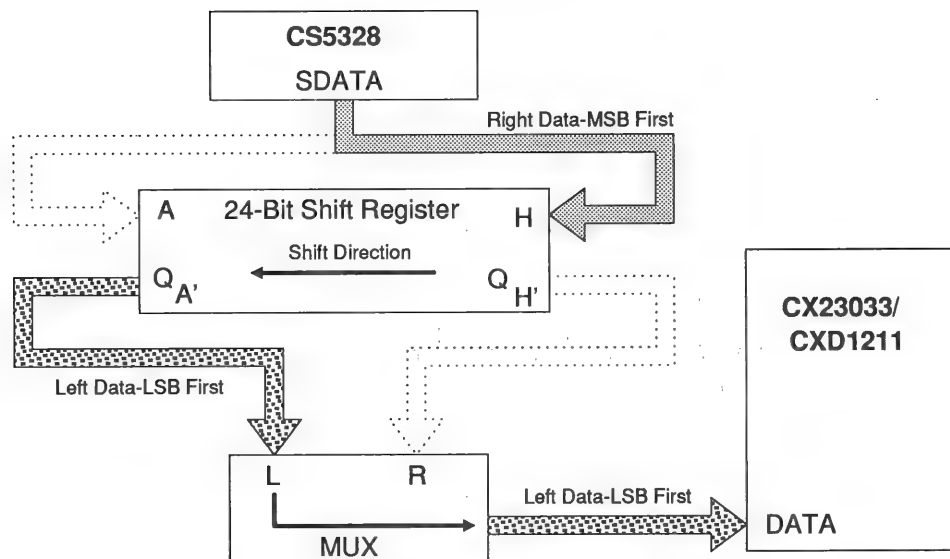 CS5328
SDATA
Right Data-MSB First
A
24-Bit Shift Register
H
Shift Direction
QA'
QH'
CX23033/
CXD1211
Left Data-LSB First
L
R
Left Data-LSB First
DATA
MUX